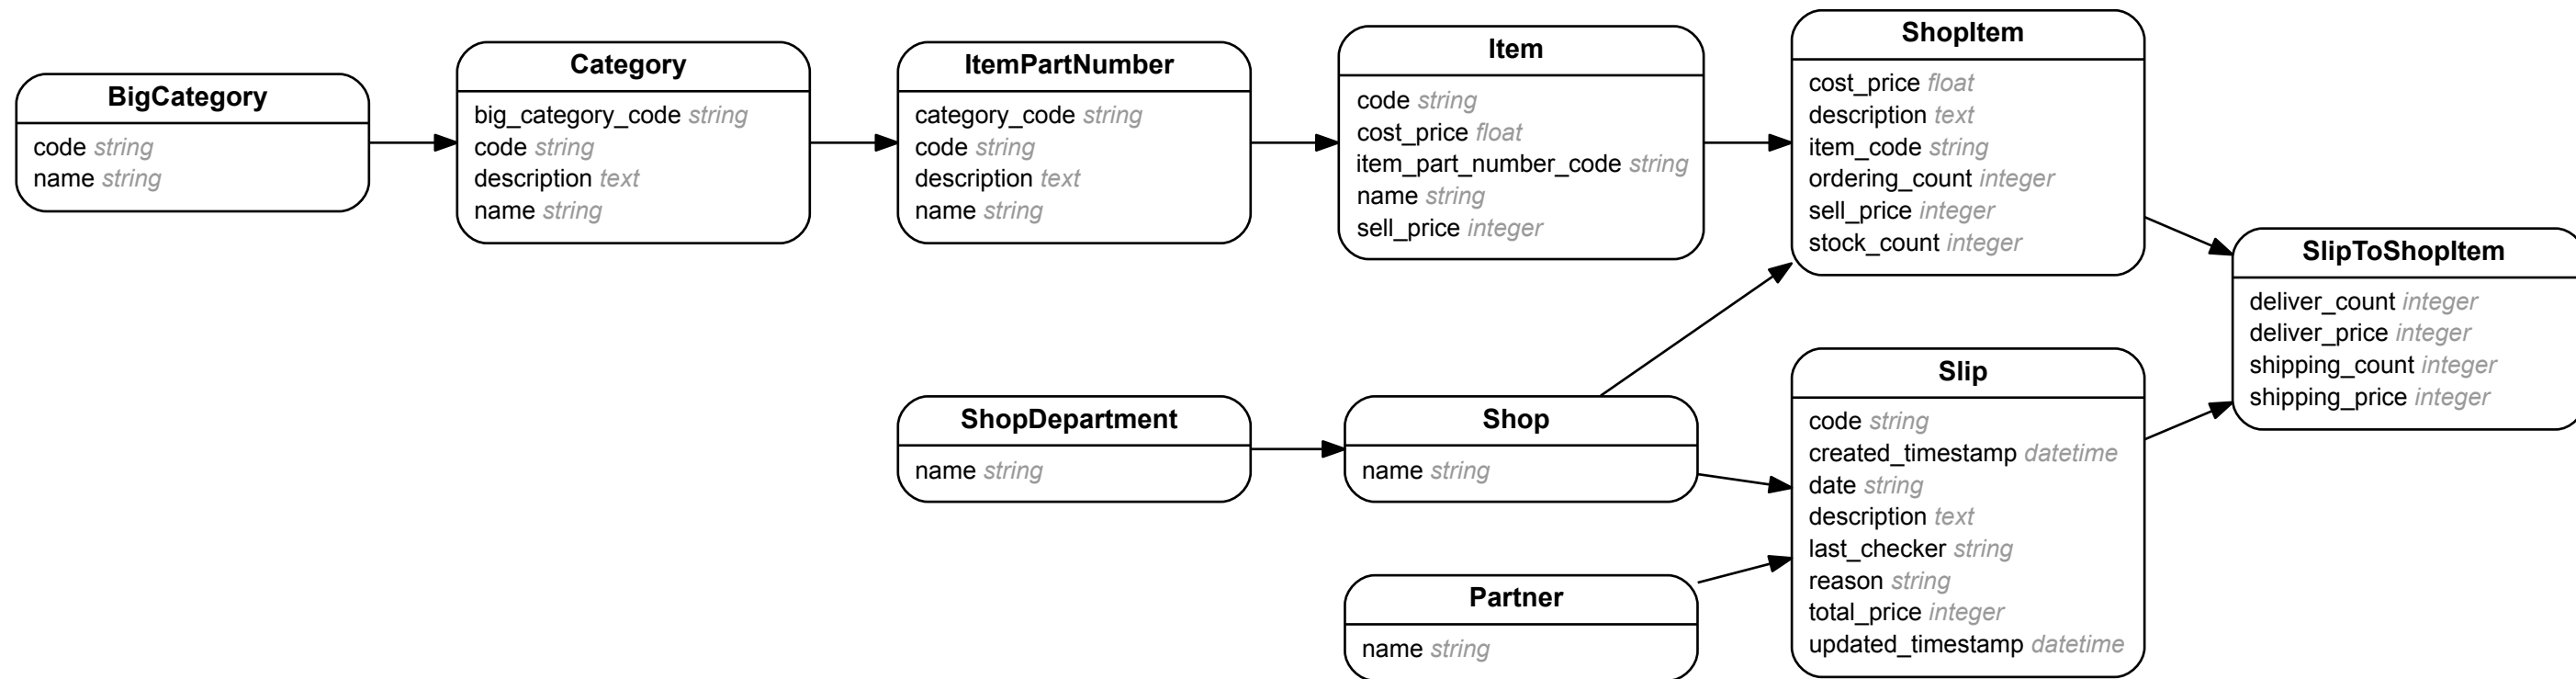 BigCategory
code string
name string
Category
big_category_code string
code string
description text
name string
ItemPartNumber
category_code string
code string
description text
name string
Item
code string
cost_price float
item_part_number_code string
name string
sell_price integer
ShopItem
cost_price float
description text
item_code string
ordering_count integer
sell_price integer
stock_count integer
SlipToShopItem
deliver_count integer
deliver_price integer
shipping_count integer
shipping_price integer
ShopDepartment
name string
Shop
name string
Slip
code string
created_timestamp datetime
date string
description text
last_checker string
reason string
total_price integer
updated_timestamp datetime
Partner
name string